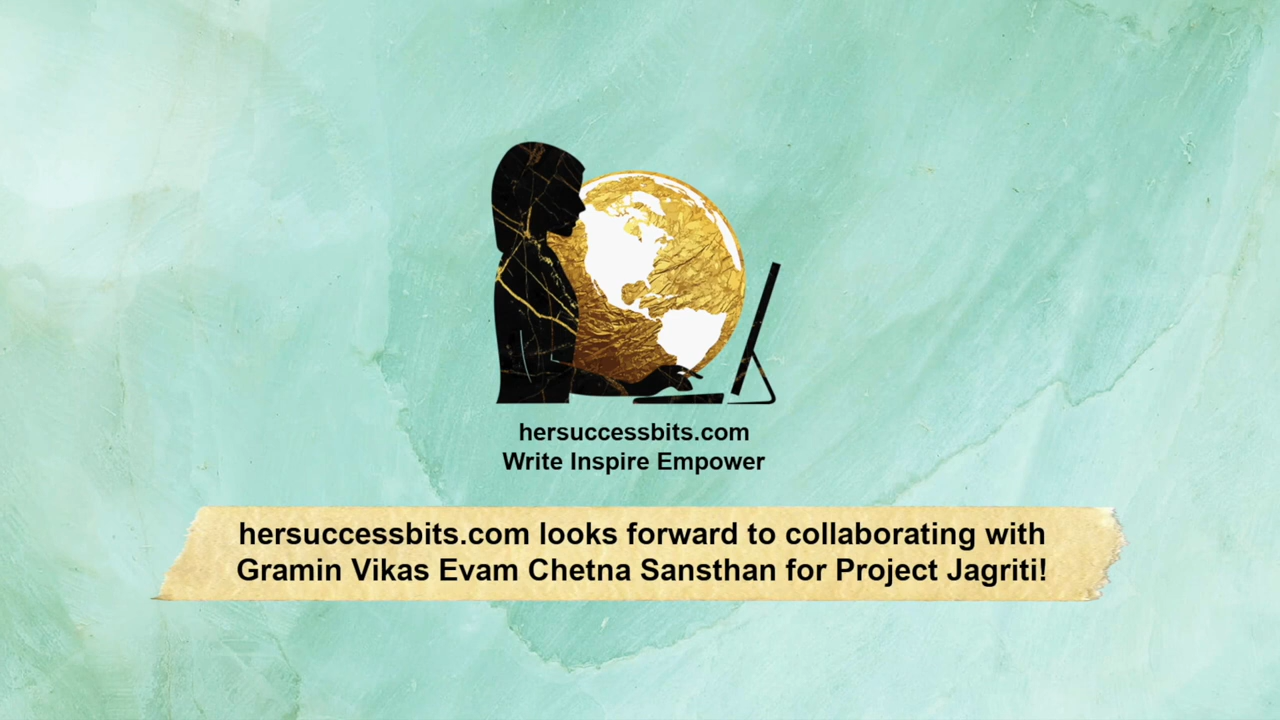 hersuccessbits.com
Write Inspire Empower
hersuccessbits.com looks forward to collaborating with
Gramin Vikas Evam Chetna Sansthan for Project Jagriti!